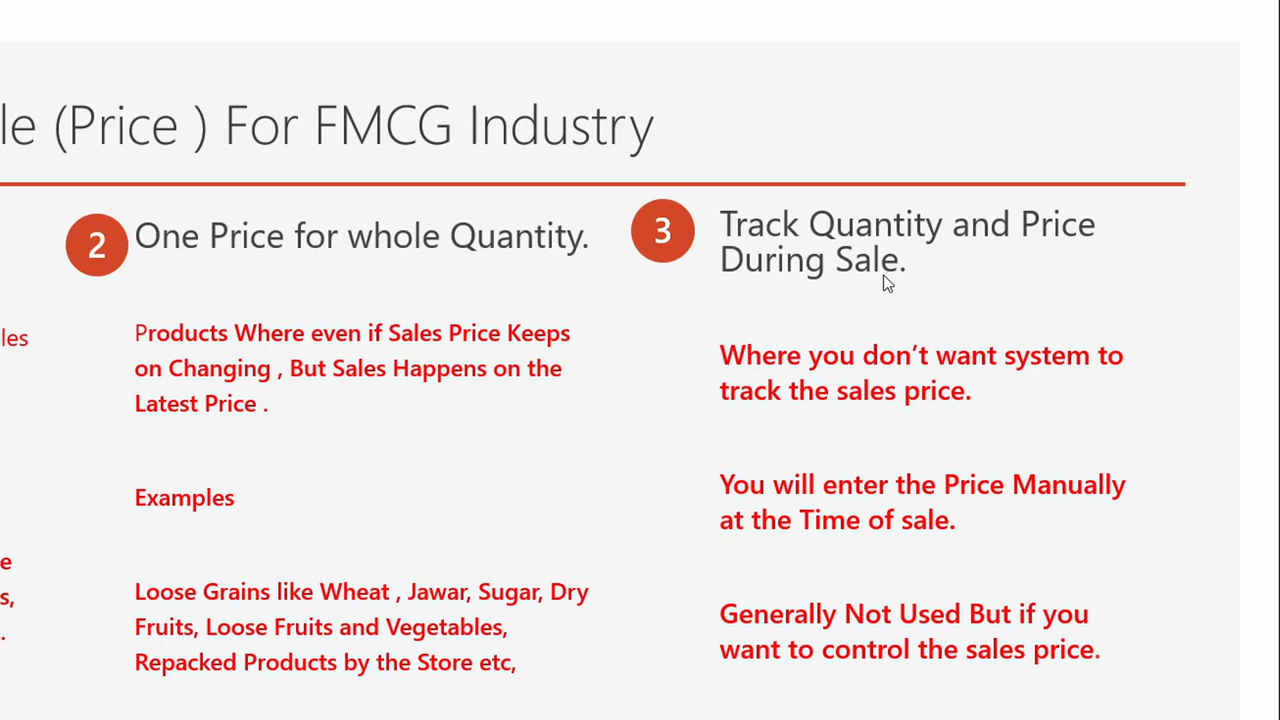 le (Price ) For FMCG Industry
les
e
s,
.
2 One Price for whole Quantity.
Products Where even if Sales Price Keeps
on Changing , But Sales Happens on the
Latest Price .
Examples
Loose Grains like Wheat , Jawar, Sugar, Dry
Fruits, Loose Fruits and Vegetables,
Repacked Products by the Store etc,
3 Track Quantity and Price
During Sale.
Where you don’t want system to
track the sales price.
You will enter the Price Manually
at the Time of sale.
Generally Not Used But if you
want to control the sales price.